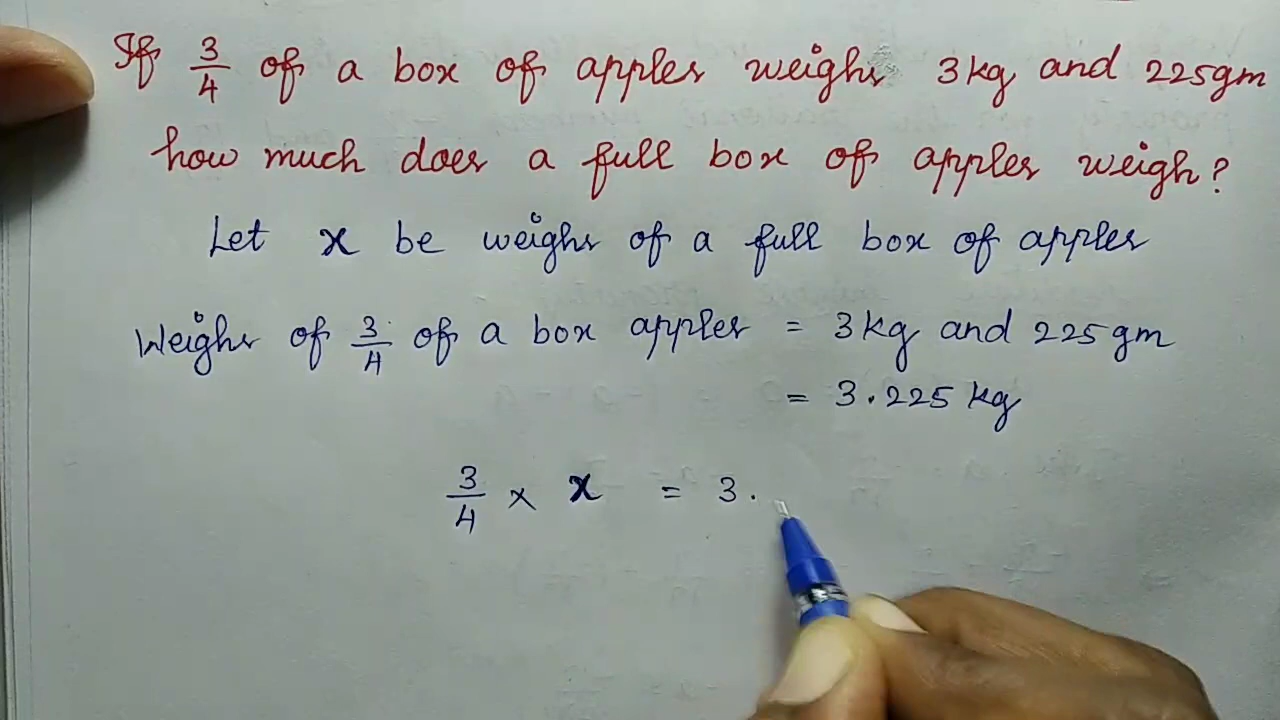 If 3/4 of a box of apples weighs 3kg and 225gm
how much does a full box of apples weigh?
Let x be weighs of a full box of apples
Weighs of 3/4 of a box apples = 3kg and 225gm
= 3.225 kg
3/4 × x = 3.